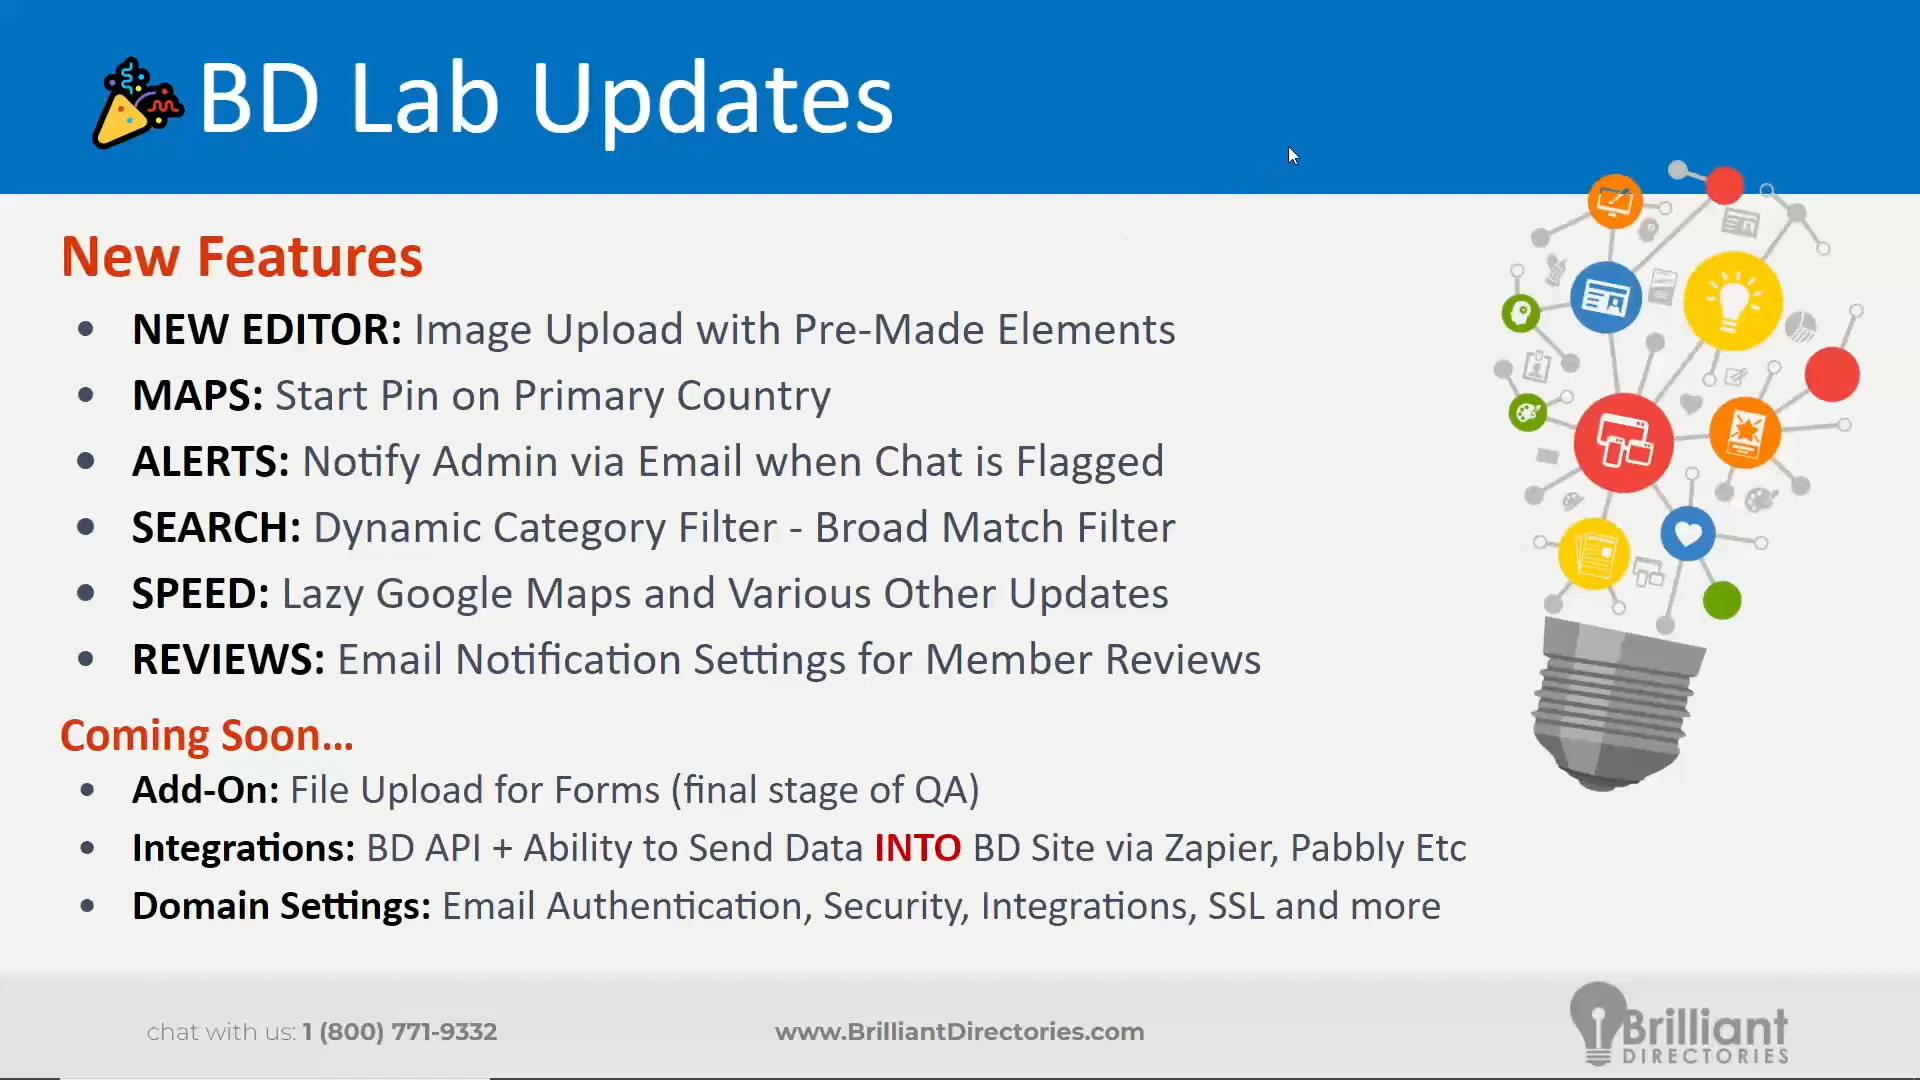 BD Lab Updates
New Features
• NEW EDITOR: Image Upload with Pre-Made Elements
• MAPS: Start Pin on Primary Country
• ALERTS: Notify Admin via Email when Chat is Flagged
• SEARCH: Dynamic Category Filter - Broad Match Filter
• SPEED: Lazy Google Maps and Various Other Updates
• REVIEWS: Email Notification Settings for Member Reviews
Coming Soon...
• Add-On: File Upload for Forms (final stage of QA)
• Integrations: BD API + Ability to Send Data INTO BD Site via Zapier, Pabbly Etc
• Domain Settings: Email Authentication, Security, Integrations, SSL and more
chat with us: 1 (800) 771-9332
www.BrilliantDirectories.com
Brilliant
DIRECTORIES